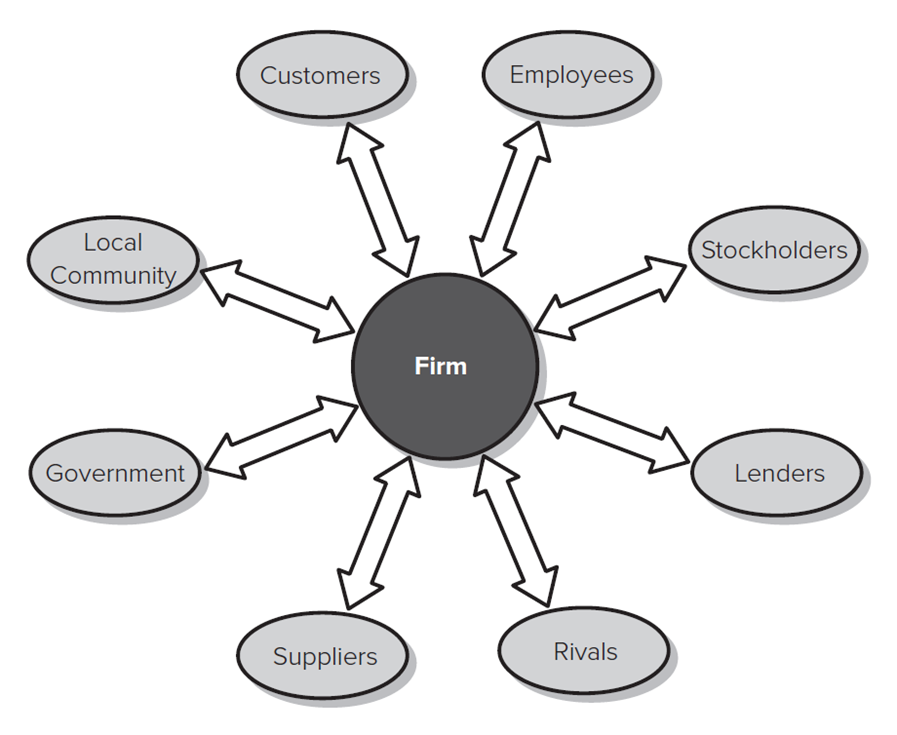 Customers
Employees
Local
Community
Stockholders
Firm
Government
Lenders
Suppliers
Rivals